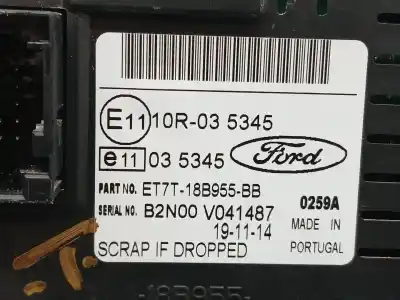 E11 10R-03 5345
e11 03 5345 Ford
PART NO. ET7T-18B955-BB
SERIAL NO. B2N00 V041487 0259A
19-11-14 MADE IN
SCRAP IF DROPPED PORTUGAL
18B955